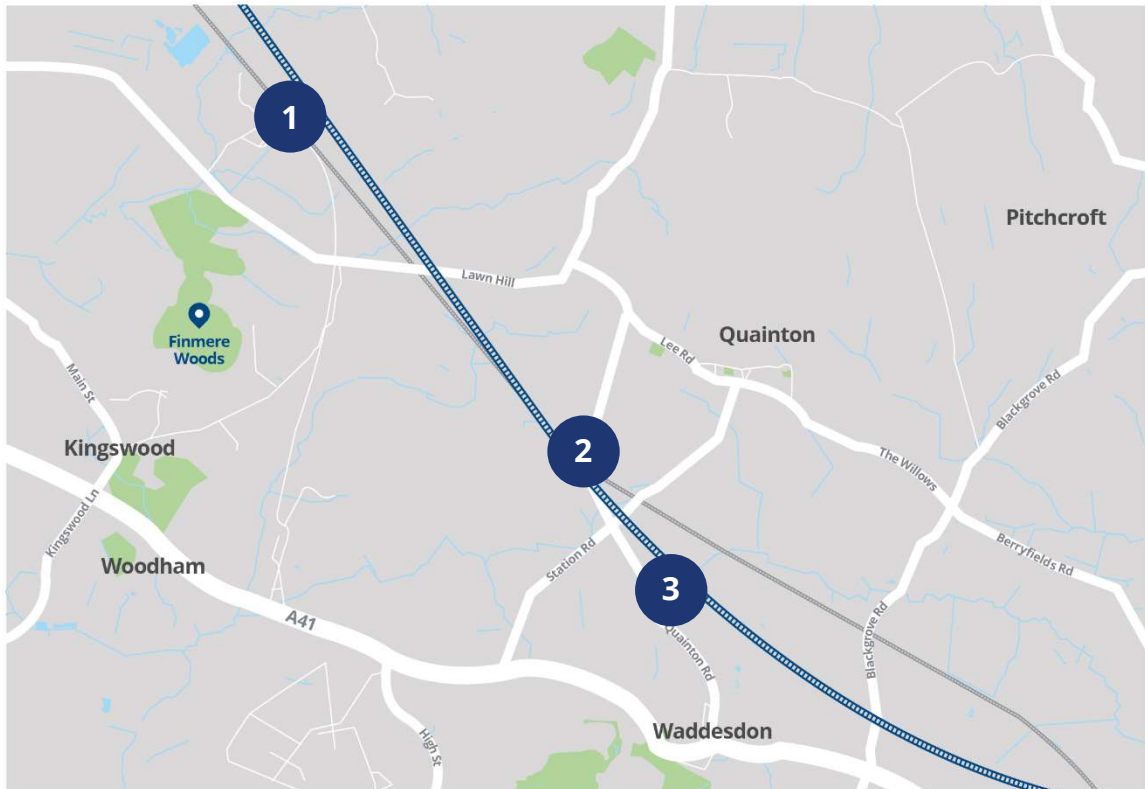 1
Pitchcroft
Lawn Hill
Finmere
Woods
Quainton
Lee Rd
Main St
Blackgrove Rd
Kingswood
2
The Willows
Kingswood Ln
Woodham
Station Rd
Berryfields Rd
3
A41
Blackgrove Rd
Quainton Rd
Waddesdon
High St